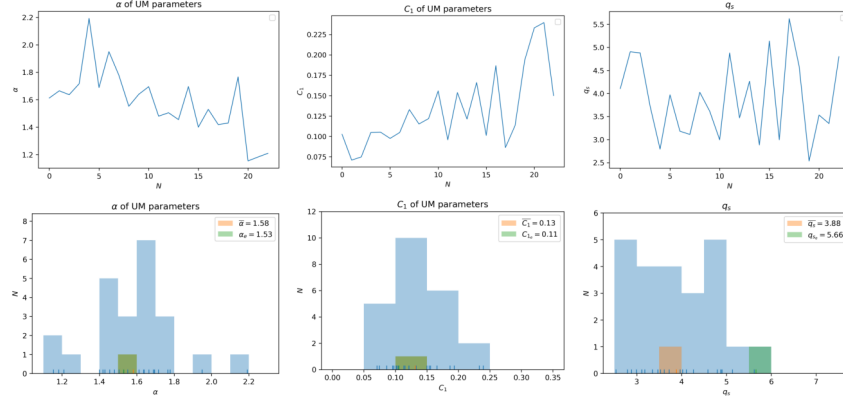 α of UM parameters
C₁ of UM parameters
qₛ
2.2
2.0
1.8
1.6
1.4
1.2
α
0 5 10 15 20
N
0.225
0.200
0.175
0.150
0.125
0.100
0.075
C₁
0 5 10 15 20
N
5.5
5.0
4.5
4.0
3.5
3.0
2.5
qₛ
0 5 10 15 20
N
α of UM parameters
C₁ of UM parameters
qₛ
8
7
6
5
4
3
2
1
0
N
α̅ = 1.58
αₑ = 1.53
1.2 1.4 1.6 1.8 2.0 2.2
α
12
10
8
6
4
2
0
N
C̅₁ = 0.13
C₁ₑ = 0.11
0.00 0.05 0.10 0.15 0.20 0.25 0.30 0.35
C₁
6
5
4
3
2
1
0
N
q̅ₛ = 3.88
qₛₑ = 5.66
3 4 5 6 7
qₛ